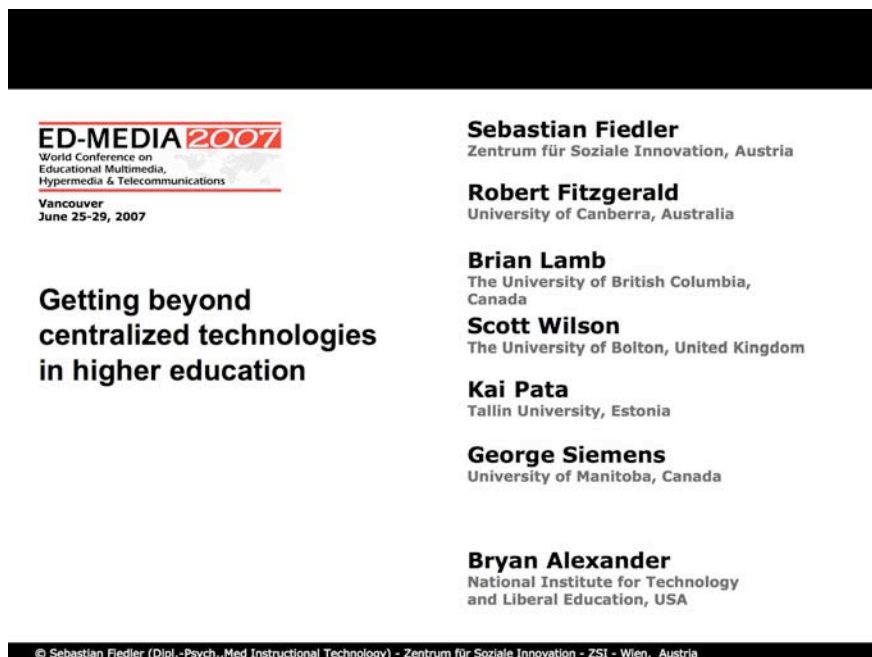 ED-MEDIA 2007
World Conference on
Educational Multimedia,
Hypermedia & Telecommunications
Vancouver
June 25-29, 2007
Getting beyond
centralized technologies
in higher education
Sebastian Fiedler
Zentrum für Soziale Innovation, Austria
Robert Fitzgerald
University of Canberra, Australia
Brian Lamb
The University of British Columbia,
Canada
Scott Wilson
The University of Bolton, United Kingdom
Kai Pata
Tallin University, Estonia
George Siemens
University of Manitoba, Canada
Bryan Alexander
National Institute for Technology
and Liberal Education, USA
© Sebastian Fiedler (Dipl.-Psych.,Med Instructional Technology) - Zentrum für Soziale Innovation - ZSI - Wien, Austria